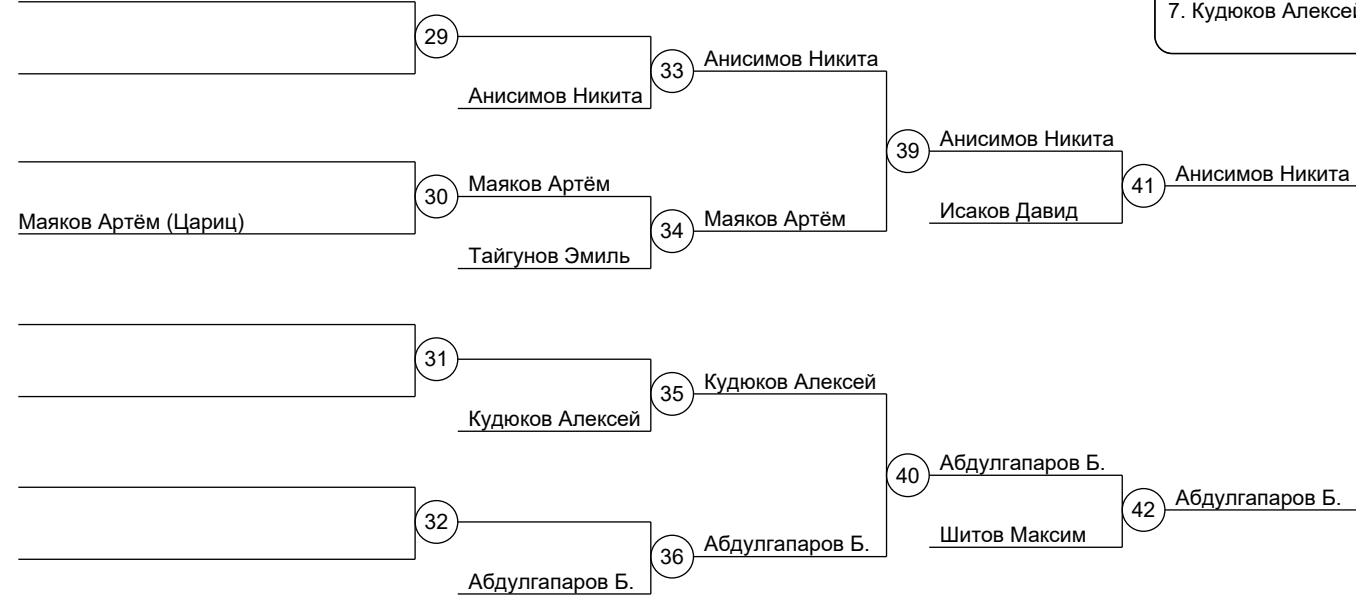 7. Кудюков Алексей
29
Анисимов Никита
33
Анисимов Никита
Маяков Артём (Цариц)
30
Маяков Артём
Тайгунов Эмиль
34
Маяков Артём
39
Анисимов Никита
Исаков Давид
41
Анисимов Никита
31
Кудюков Алексей
35
Кудюков Алексей
32
Абдулгапаров Б.
36
Абдулгапаров Б.
40
Абдулгапаров Б.
Шитов Максим
42
Абдулгапаров Б.